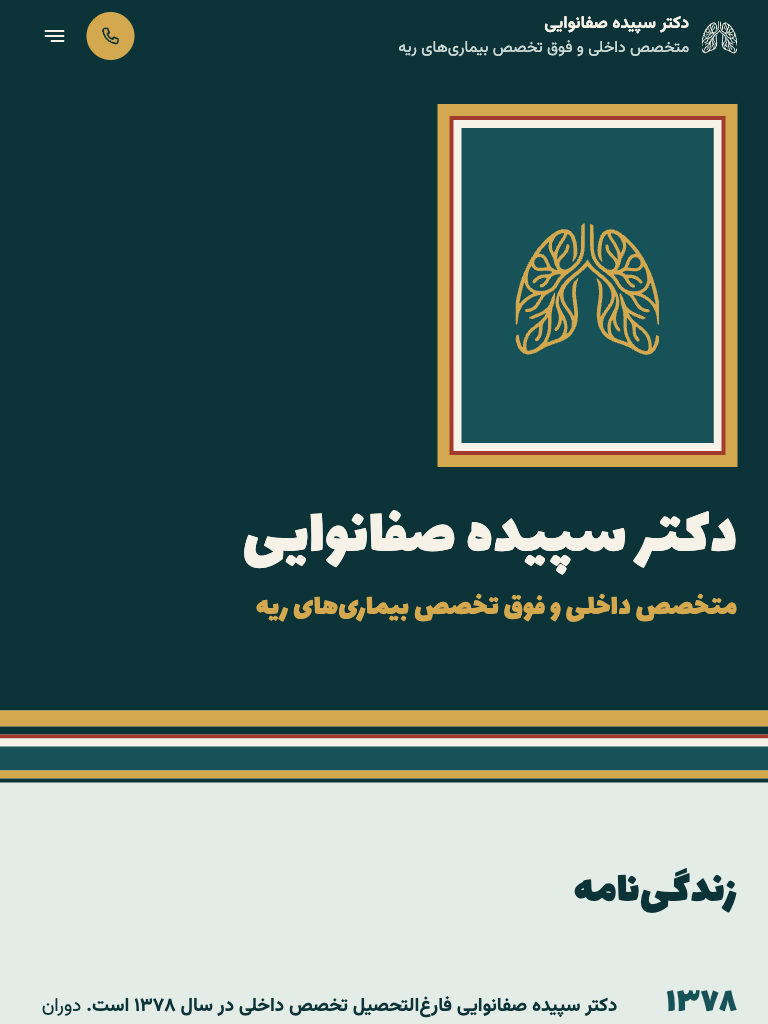 دکتر سپیده صفانوایی
متخصص داخلی و فوق تخصص بیماری‌های ریه
دکتر سپیده صفانوایی
متخصص داخلی و فوق تخصص بیماری‌های ریه
زندگی‌نامه
۱۳۷۸
دکتر سپیده صفانوایی فارغ‌التحصیل تخصص داخلی در سال ۱۳۷۸ است. دوران